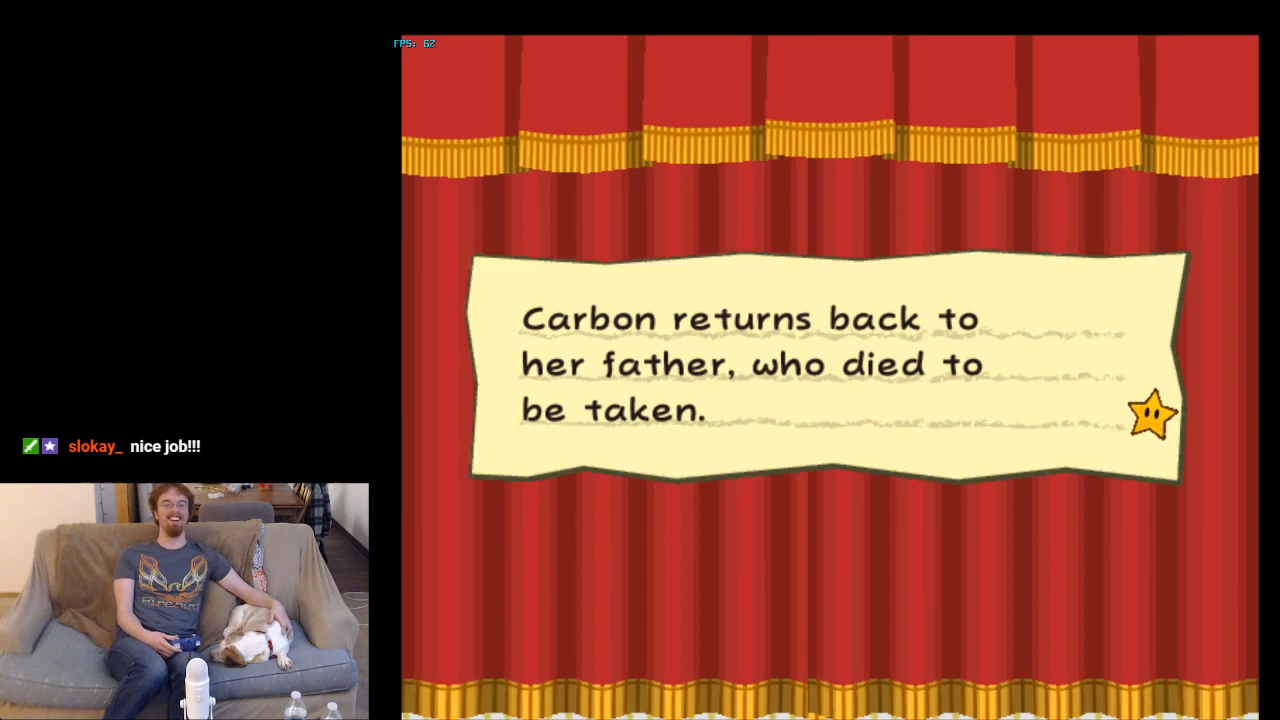 FPS: 62
Carbon returns back to
her father, who died to
be taken.
slokay_ nice job!!!